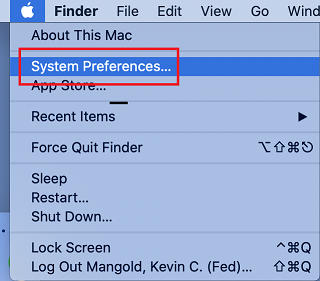 Finder File Edit View Go Wind
About This Mac
System Preferences...
App Store...
Recent Items
Force Quit Finder ⌥⇧⌘⎋
Sleep
Restart...
Shut Down...
Lock Screen ^⌘Q
Log Out Mangold, Kevin C. (Fed)... ⇧⌘Q